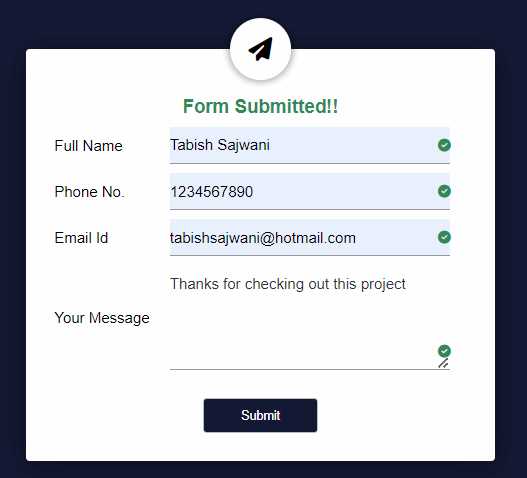 Form Submitted!!
Full Name
Tabish Sajwani
Phone No.
1234567890
Email Id
tabishsajwani@hotmail.com
Your Message
Thanks for checking out this project
Submit